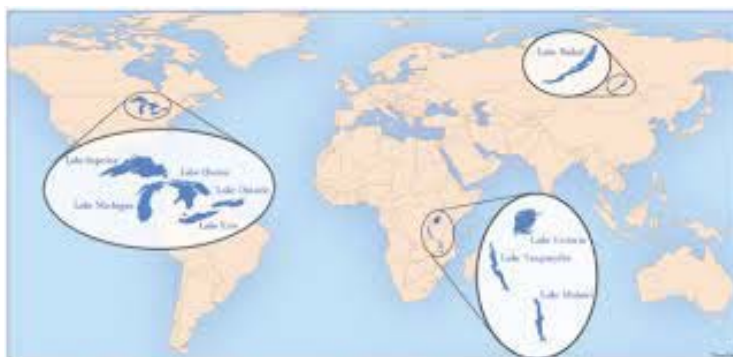 Lake Baikal
Lake Superior
Lake Huron
Lake Ontario
Lake Michigan
Lake Erie
Lake Victoria
Lake Tanganyika
Lake Malawi